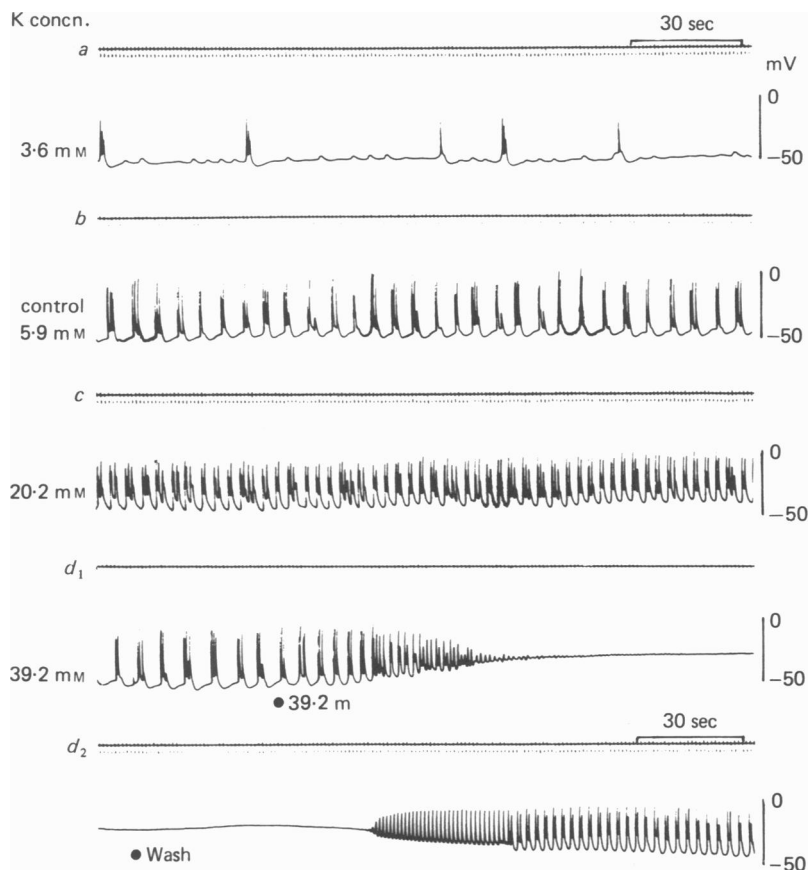 K concn.
a
30 sec
mV
0
3·6 mM
−50
b
0
control
5·9 mM
−50
c
0
20·2 mM
−50
d1
0
39·2 mM
−50
● 39·2 m
30 sec
d2
0
● Wash
−50